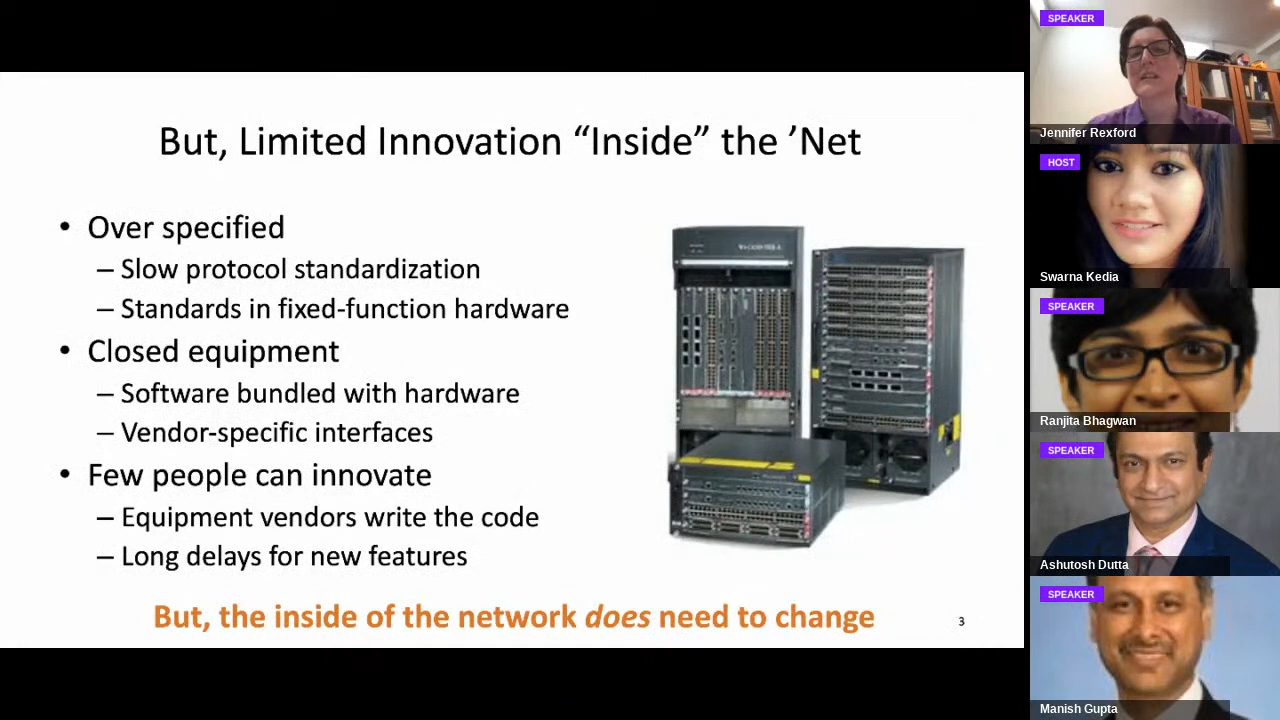 But, Limited Innovation “Inside” the ’Net
• Over specified
– Slow protocol standardization
– Standards in fixed-function hardware
• Closed equipment
– Software bundled with hardware
– Vendor-specific interfaces
• Few people can innovate
– Equipment vendors write the code
– Long delays for new features
But, the inside of the network does need to change
3
SPEAKER
Jennifer Rexford
HOST
Swarna Kedia
SPEAKER
Ranjita Bhagwan
SPEAKER
Ashutosh Dutta
SPEAKER
Manish Gupta